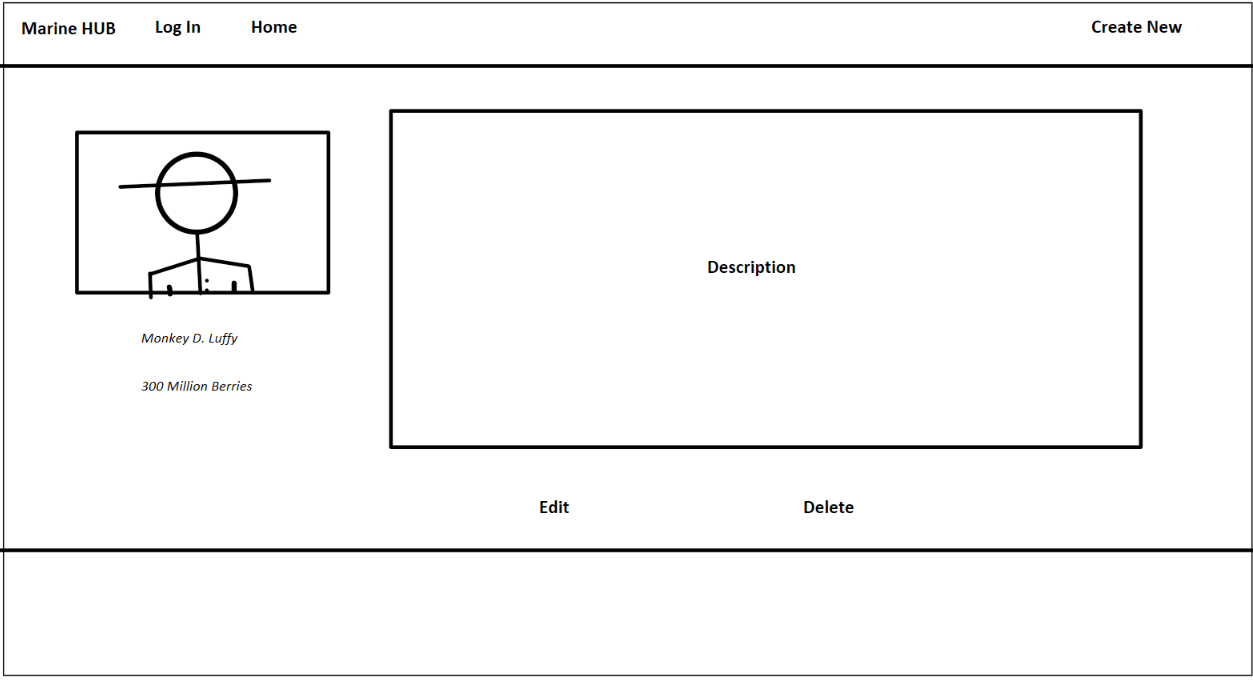 Marine HUB Log In Home Create New
Description
Monkey D. Luffy
300 Million Berries
Edit Delete